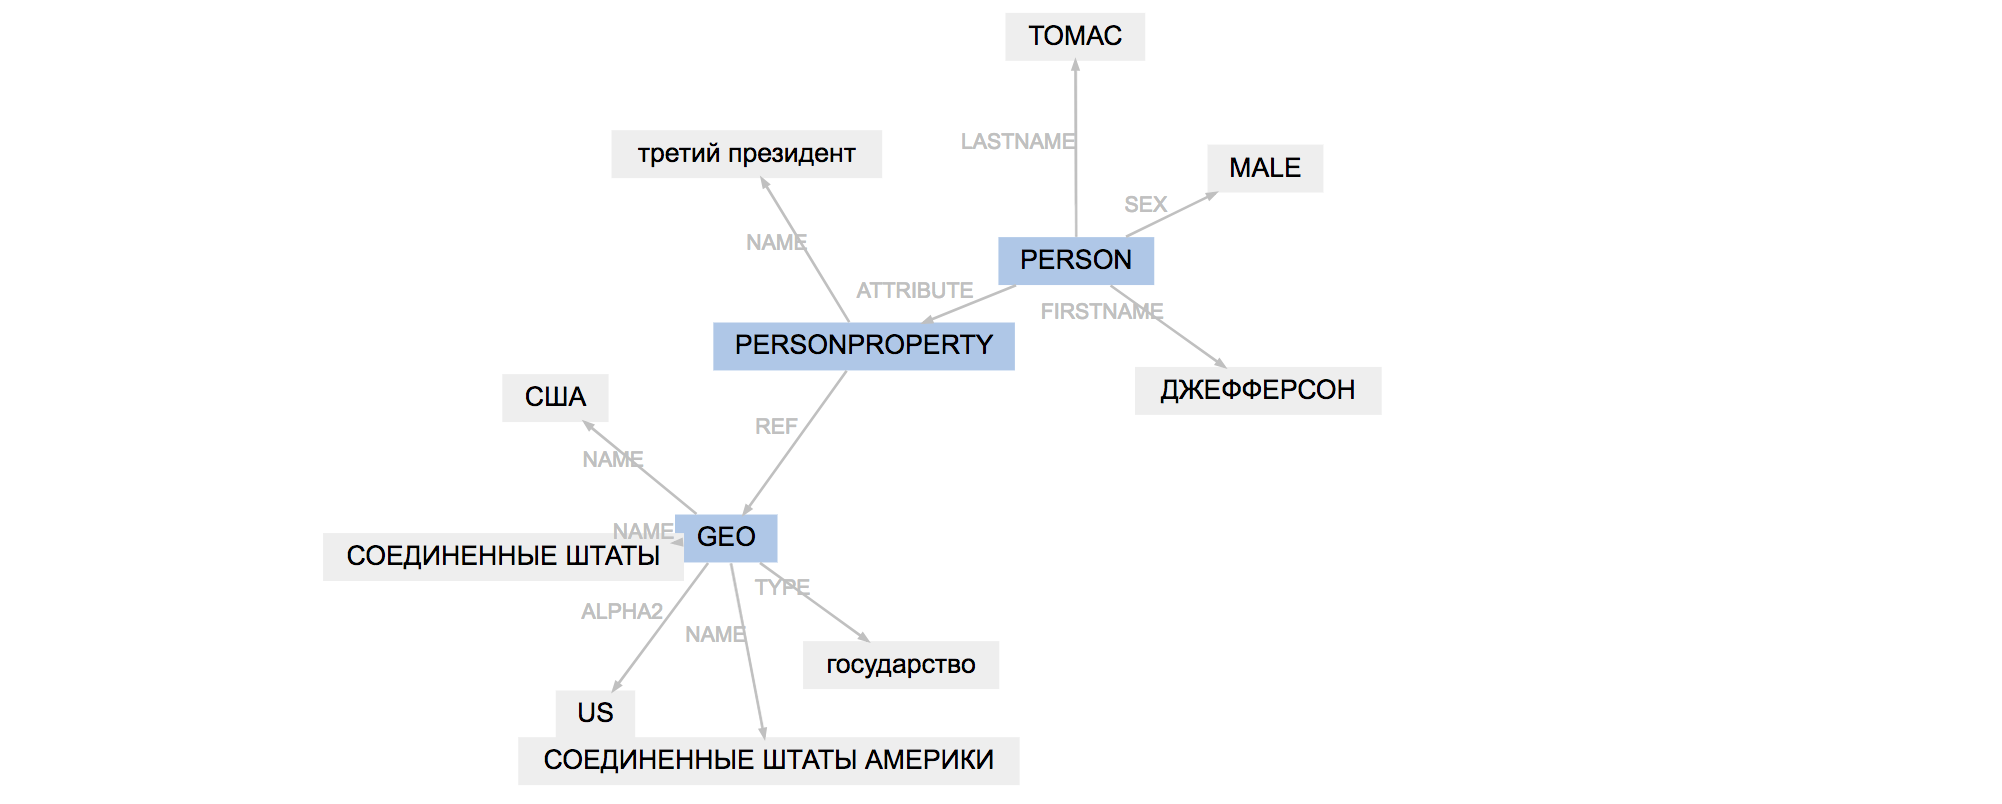 ТОМАС
LASTNAME
третий президент
MALE
SEX
NAME
PERSON
ATTRIBUTE
FIRSTNAME
PERSONPROPERTY
ДЖЕФФЕРСОН
США
REF
NAME
NAME
GEO
СОЕДИНЕННЫЕ ШТАТЫ
TYPE
ALPHA2
NAME
государство
US
СОЕДИНЕННЫЕ ШТАТЫ АМЕРИКИ